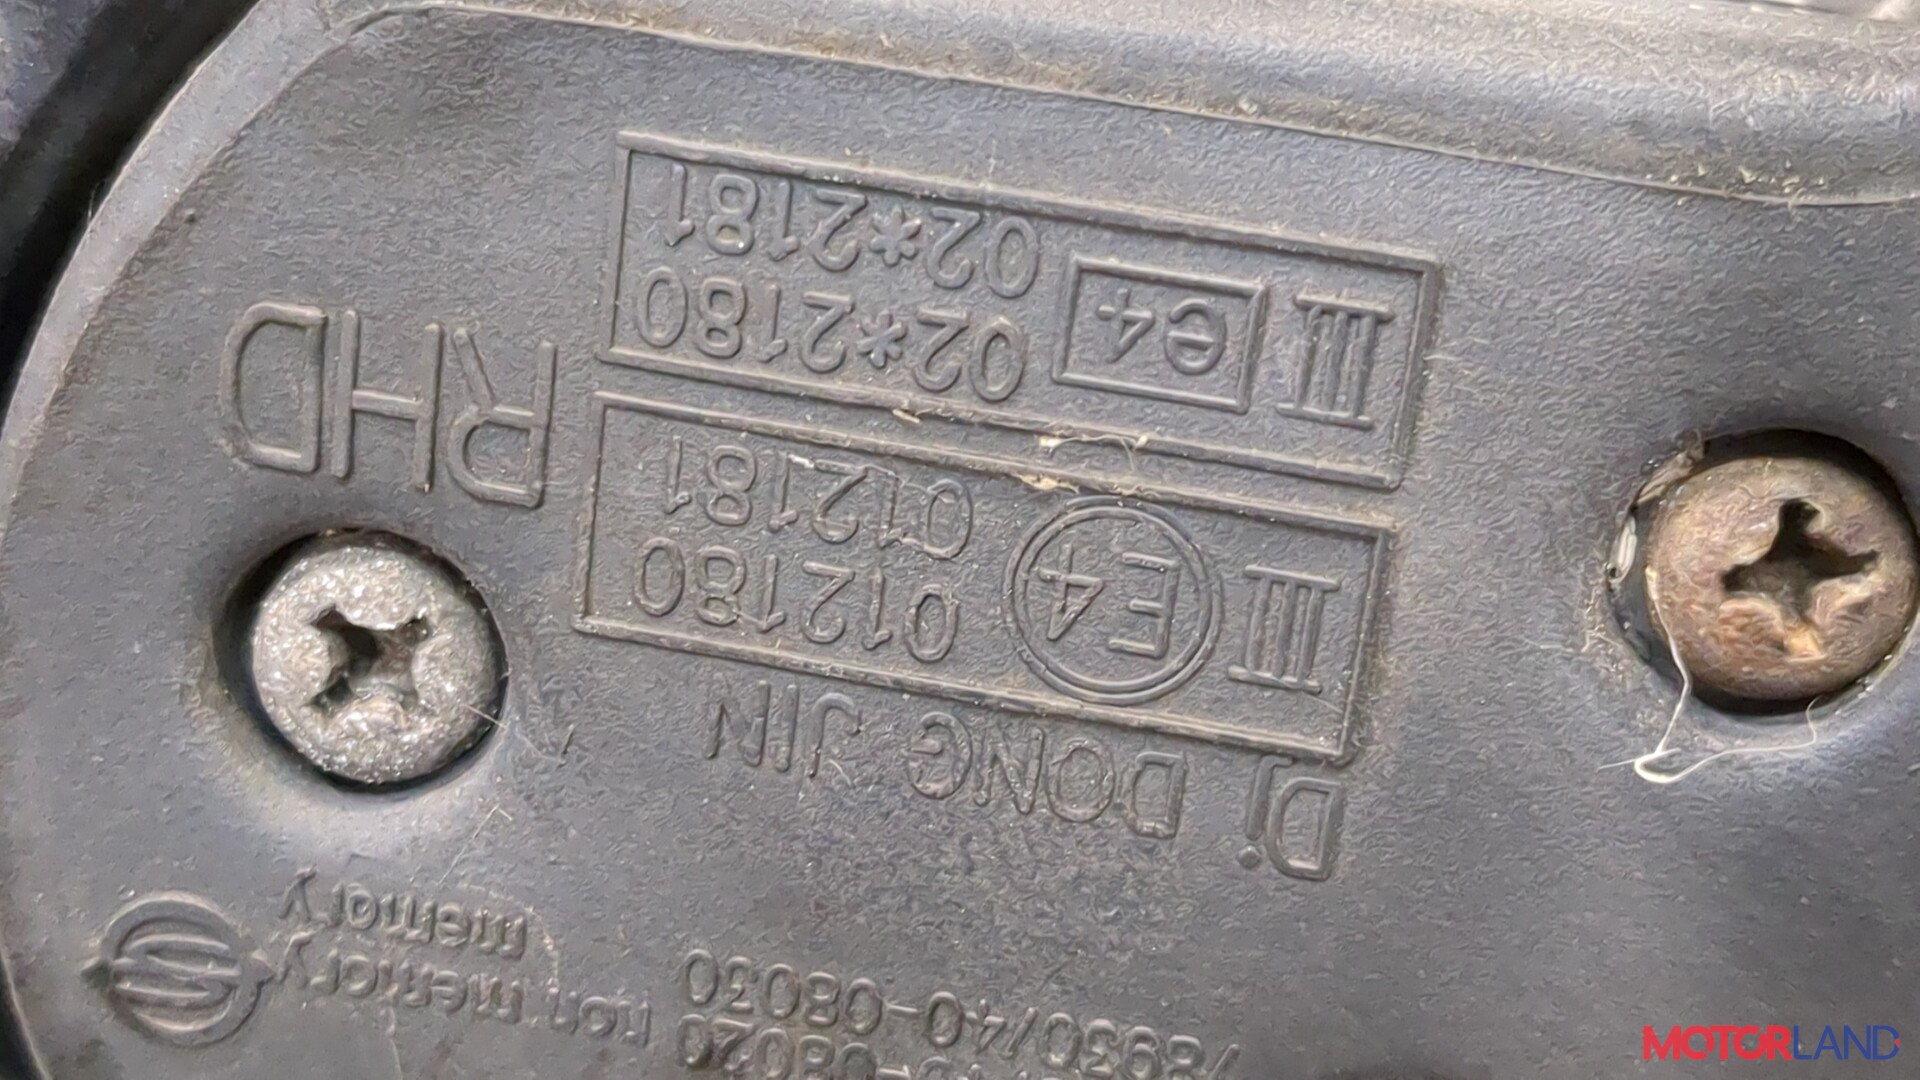 -08020 non memory
78930/40-08030 memory
Dj DONG JIN
III E4 012180
012181
III e4 02*2180
02*2181
RHD
MOTORLAND